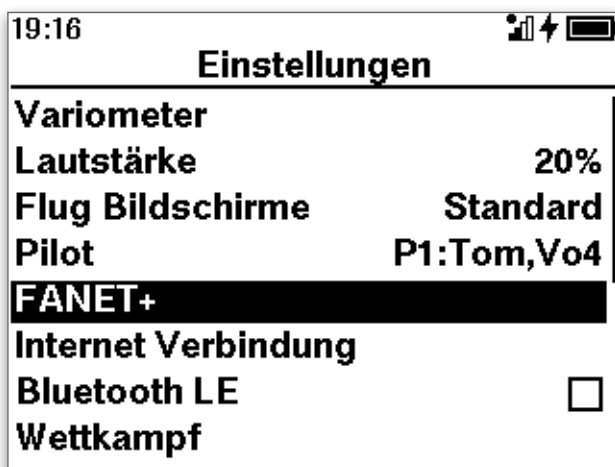 19:16
Einstellungen
Variometer
Lautstärke 20%
Flug Bildschirme Standard
Pilot P1:Tom,Vo4
FANET+
Internet Verbindung
Bluetooth LE
Wettkampf